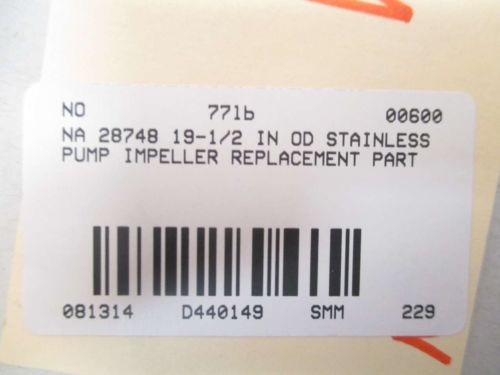 NO 771b 00600
NA 28748 19-1/2 IN OD STAINLESS
PUMP IMPELLER REPLACEMENT PART
081314 D440149 SMM 229